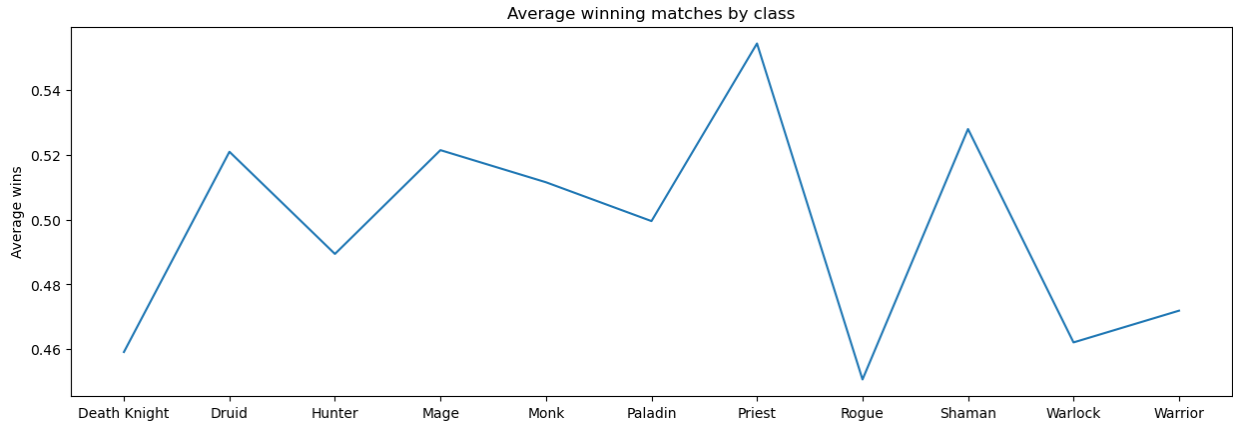 Average winning matches by class
Average wins
0.54
0.52
0.50
0.48
0.46
Death Knight Druid Hunter Mage Monk Paladin Priest Rogue Shaman Warlock Warrior